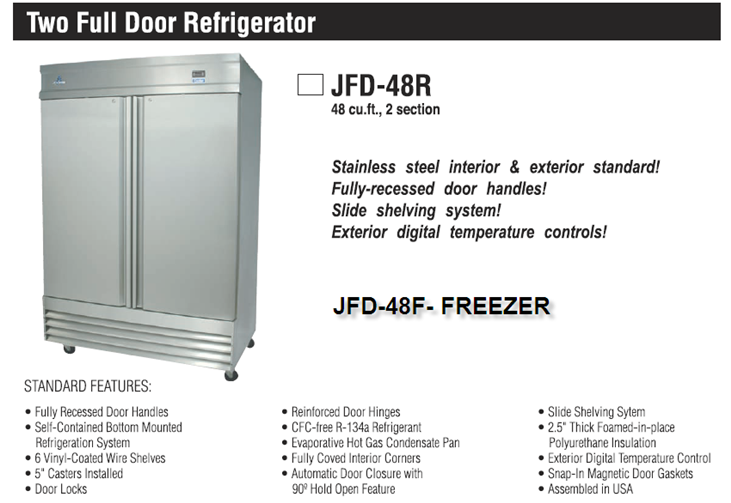 Two Full Door Refrigerator
JFD-48R
48 cu.ft., 2 section
Stainless steel interior & exterior standard!
Fully-recessed door handles!
Slide shelving system!
Exterior digital temperature controls!
JFD-48F- FREEZER
STANDARD FEATURES:
• Fully Recessed Door Handles
• Self-Contained Bottom Mounted
Refrigeration System
• 6 Vinyl-Coated Wire Shelves
• 5" Casters Installed
• Door Locks
• Reinforced Door Hinges
• CFC-free R-134a Refrigerant
• Evaporative Hot Gas Condensate Pan
• Fully Coved Interior Corners
• Automatic Door Closure with
90º Hold Open Feature
• Slide Shelving Sytem
• 2.5" Thick Foamed-in-place
Polyurethane Insulation
• Exterior Digital Temperature Control
• Snap-In Magnetic Door Gaskets
• Assembled in USA